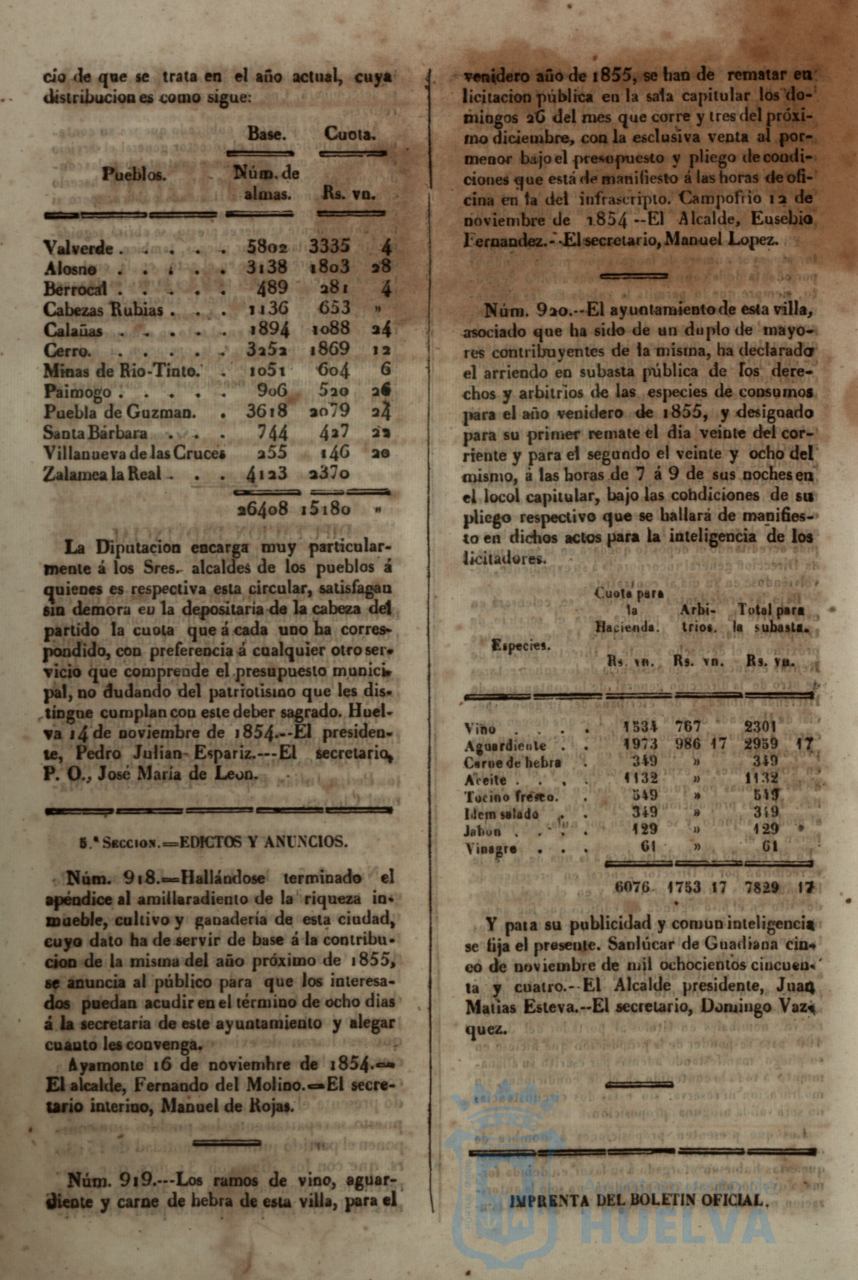 cio de que se trata en el año actual, cuya
distribucion es como sigue:
Base. Cuota.
Pueblos. Núm. de
almas. Rs. vn.
Valverde . . . . . 5802 3335 4
Alosno . . . . . 3138 1803 28
Berrocal . . . . . 489 281 4
Cabezas Rubias . . . 1136 653 »
Calañas . . . . . 1894 1088 24
Cerro. . . . . . 3252 1869 12
Minas de Rio-Tinto. . 1051 604 6
Paimogo . . . . . 906 520 26
Puebla de Guzman. . 3618 2079 24
Santa Bárbara . . . 744 427 22
Villanueva de las Cruces 255 146 20
Zalamea la Real . . . 4123 2370
26408 15180 »
La Diputacion encarga muy particular-
mente á los Sres. alcaldes de los pueblos á
quienes es respectiva esta circular, satisfagan
sin demora en la depositaria de la cabeza del
partido la cuota que á cada uno ha corres-
pondido, con preferencia á cualquier otro ser-
vicio que comprende el presupuesto munici-
pal, no dudando del patriotismo que les dis-
tingue cumplan con este deber sagrado. Huel-
va 14 de noviembre de 1854.--El presiden-
te, Pedro Julian Espariz.---El secretario,
P. O., José Maria de Leon.
5.ª SECCION.=EDICTOS Y ANUNCIOS.
Núm. 918.=Hallándose terminado el
apéndice al amillaradiento de la riqueza in-
mueble, cultivo y ganadería de esta ciudad,
cuyo dato ha de servir de base á la contribu-
cion de la misma del año próximo de 1855,
se anuncia al público para que los interesa-
dos puedan acudir en el término de ocho dias
á la secretaría de este ayuntamiento y alegar
cuanto les convenga.
Ayamonte 16 de noviembre de 1854.=
El alcalde, Fernando del Molino.=El secre-
tario interino, Manuel de Rojas.
Núm. 919.---Los ramos de vino, aguar-
diente y carne de hebra de esta villa, para el
venidero año de 1855, se han de rematar en
licitacion pública en la sala capitular los do-
mingos 26 del mes que corre y tres del próxi-
mo diciembre, con la esclusiva venta al por-
menor bajo el presupuesto y pliego de condi-
ciones que está de manifiesto á las horas de ofi-
cina en la del infrascripto. Campofrio 12 de
noviembre de 1854--El Alcalde, Eusebio
Fernandez.--El secretario, Manuel Lopez.
Núm. 920.--El ayuntamiento de esta villa,
asociado que ha sido de un duplo de mayo-
res contribuyentes de la misma, ha declarado
el arriendo en subasta pública de los dere-
chos y arbitrios de las especies de consumos
para el año venidero de 1855, y designado
para su primer remate el dia veinte del cor-
riente y para el segundo el veinte y ocho del
mismo, á las horas de 7 á 9 de sus noches en
el locol capitular, bajo las condiciones de su
pliego respectivo que se hallará de manifies-
to en dichos actos para la inteligencia de los
licitadores.
Cuota para
la Arbi- Total para
Hacienda. trios. la subasta.
Especies.
Rs. vn. Rs. vn. Rs. vn.
Vino . . . . 1534 767 2301
Aguardiente . . 1973 986 17 2959 17
Carne de hebra . 349 » 349
Aceite . . . . 1132 » 1132
Tocino fresco. . 549 » 549
Idem salado . . 349 » 349
Jabon . . . . 129 » 129 »
Vinagre . . . 61 » 61
6076 1753 17 7829 17
Y pata su publicidad y comun inteligencia
se fija el presente. Sanlúcar de Guadiana cin-
co de noviembre de mil ochocientos cincuen-
ta y cuatro.--El Alcalde presidente, Juan
Matias Esteva.--El secretario, Domingo Vaz-
quez.
IMPRENTA DEL BOLETIN OFICIAL.
HUELVA